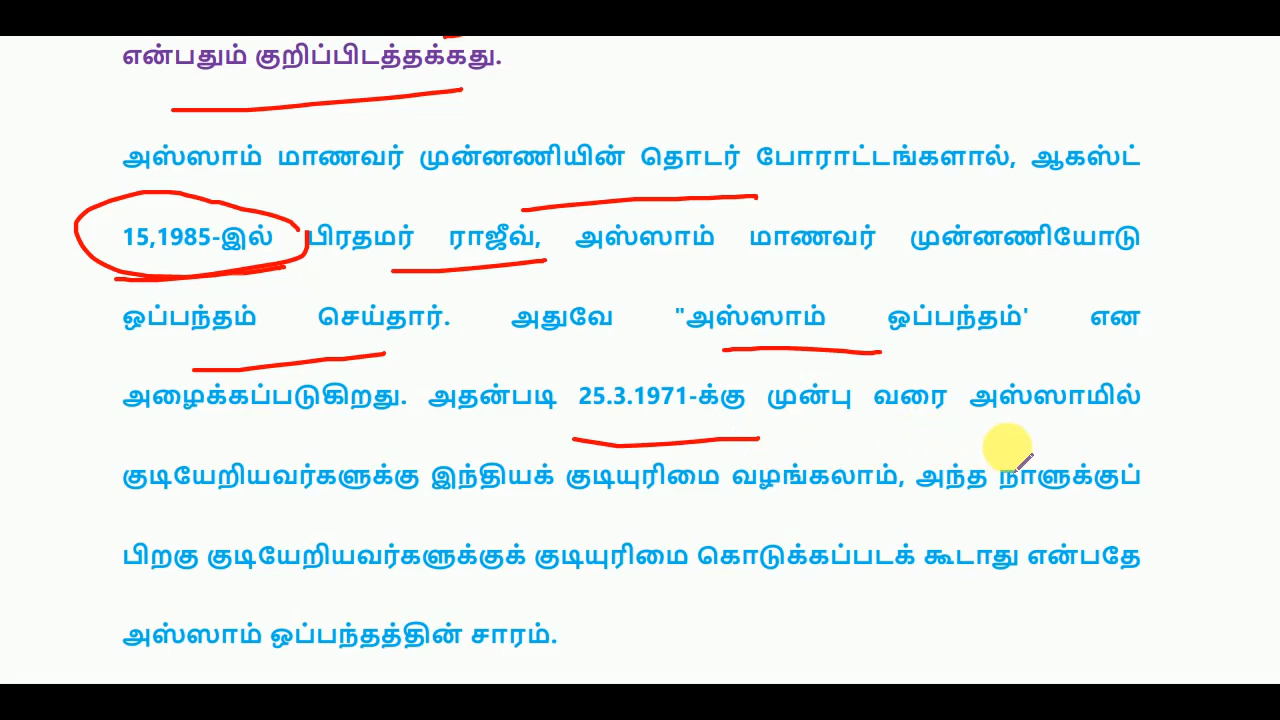 என்பதும் குறிப்பிடத்தக்கது.
அஸ்ஸாம் மாணவர் முன்னணியின் தொடர் போராட்டங்களால், ஆகஸ்ட்
15,1985-இல் பிரதமர் ராஜீவ், அஸ்ஸாம் மாணவர் முன்னணியோடு
ஒப்பந்தம் செய்தார். அதுவே "அஸ்ஸாம் ஒப்பந்தம்' என
அழைக்கப்படுகிறது. அதன்படி 25.3.1971-க்கு முன்பு வரை அஸ்ஸாமில்
குடியேறியவர்களுக்கு இந்தியக் குடியுரிமை வழங்கலாம், அந்த நாளுக்குப்
பிறகு குடியேறியவர்களுக்குக் குடியுரிமை கொடுக்கப்படக் கூடாது என்பதே
அஸ்ஸாம் ஒப்பந்தத்தின் சாரம்.